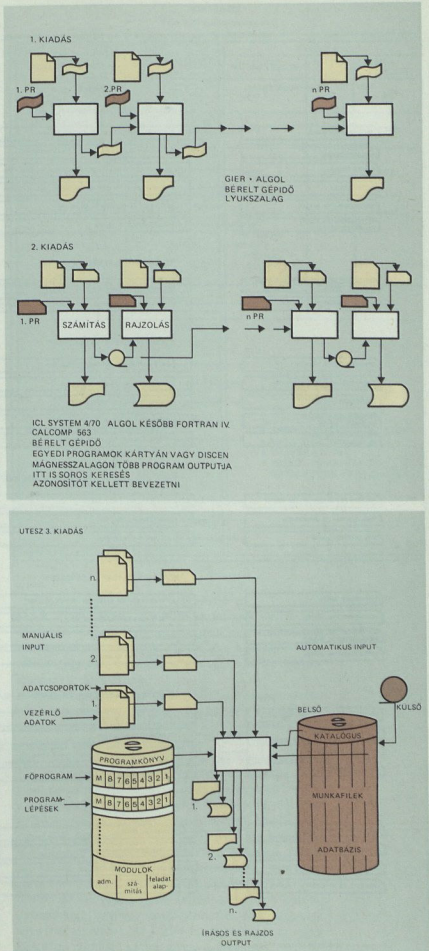 1. KIADÁS
1. PR
2.PR
n PR
GIER + ALGOL
BÉRELT GÉPIDŐ
LYUKSZALAG
2. KIADÁS
1. PR
SZÁMÍTÁS
RAJZOLÁS
n PR
ICL SYSTEM 4/70 ALGOL KÉSŐBB FORTRAN IV.
CALCOMP 563
BÉRELT GÉPIDŐ
EGYEDI PROGRAMOK KÁRTYÁN VAGY DISCEN
MÁGNESSZALAGON TÖBB PROGRAM OUTPUTJA
ITT IS SOROS KERESÉS
AZONOSÍTÓT KELLETT BEVEZETNI
UTESZ 3. KIADÁS
n.
MANUÁLIS
INPUT
2.
ADATCSOPORTOK
1.
VEZÉRLŐ
ADATOK
AUTOMATIKUS INPUT
BELSŐ
KÜLSŐ
KATALÓGUS
PROGRAMKÖNYV
FŐPROGRAM
M 8 7 6 5 4 3 2 1
PROGRAM-
LÉPÉSEK
M 8 7 6 5 4 3 2 1
MUNKAFILEK
ADATBÁZIS
1.
2.
n.
MODULOK
adm.
szá
mítás
feladat
alap-
ÍRÁSOS ÉS RAJZOS
OUTPUT